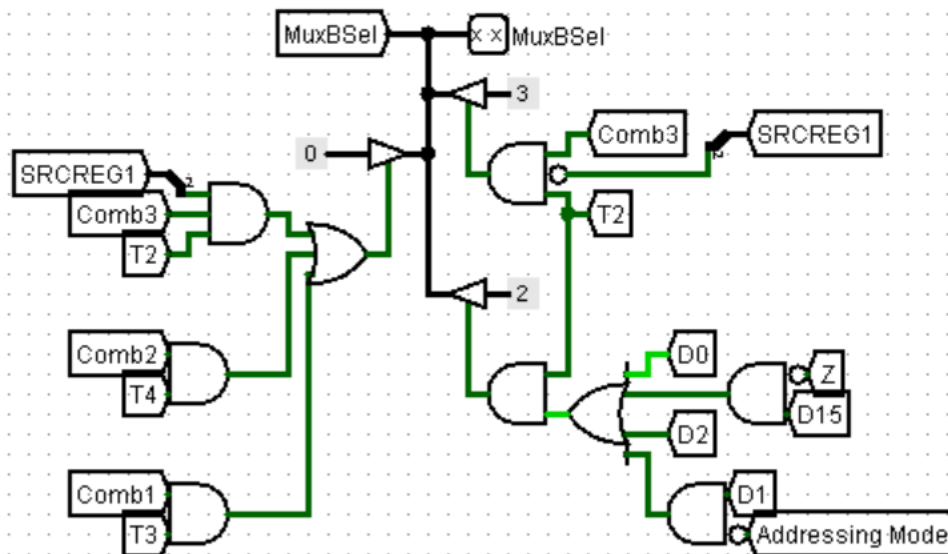 MuxBSel
x x
MuxBSel
3
Comb3
SRCREG1
0
2
SRCREG1
2
Comb3
T2
T2
2
Comb2
T4
D0
Z
D15
D2
Comb1
T3
D1
Addressing Mode